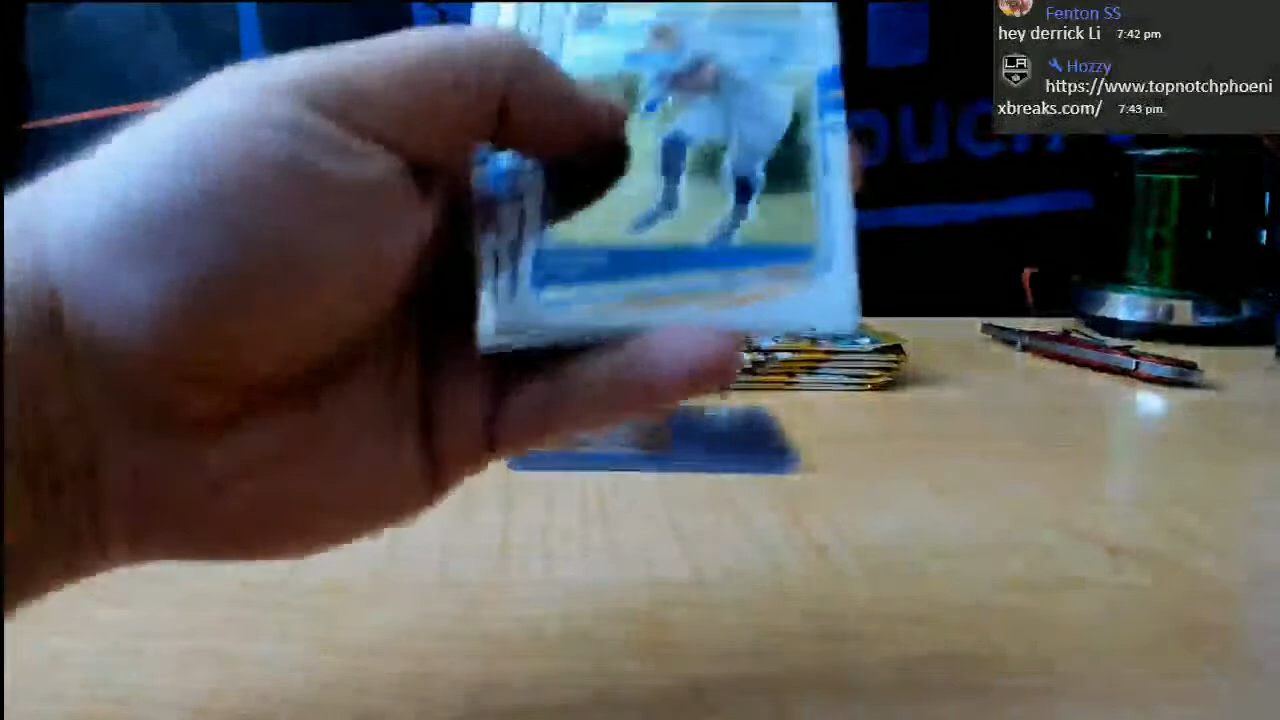 Fenton SS
hey derrick Li 7:42 pm
Hozzy
https://www.topnotchphoeni
xbreaks.com/ 7:43 pm